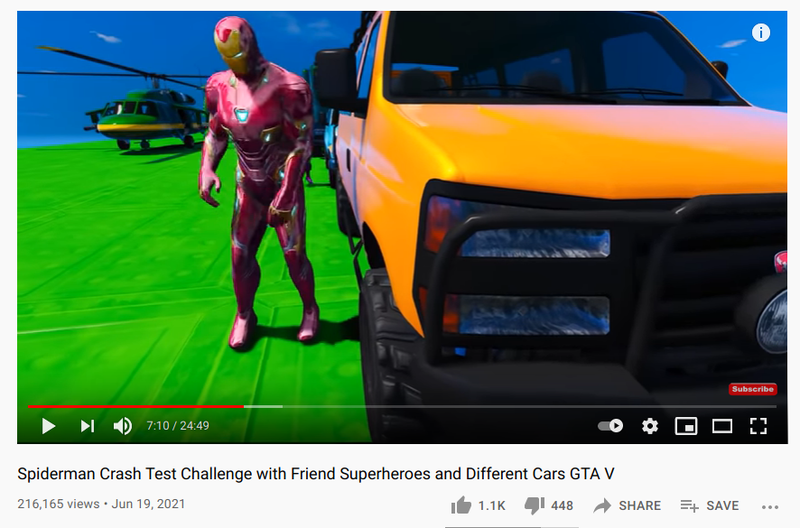 i
Subscribe
7:10 / 24:49
Spiderman Crash Test Challenge with Friend Superheroes and Different Cars GTA V
216,165 views • Jun 19, 2021
1.1K 448 SHARE SAVE